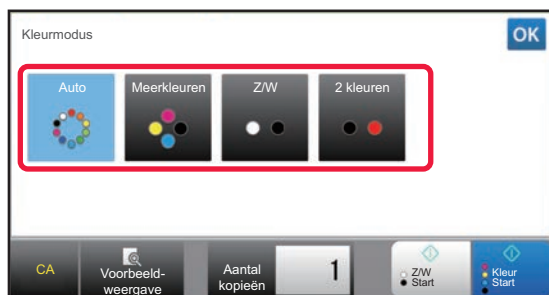 Kleurmodus
OK
Auto
Meerkleuren
Z/W
2 kleuren
CA
Voorbeeld-
weergave
Aantal
kopieën
1
Z/W
Start
Kleur
Start